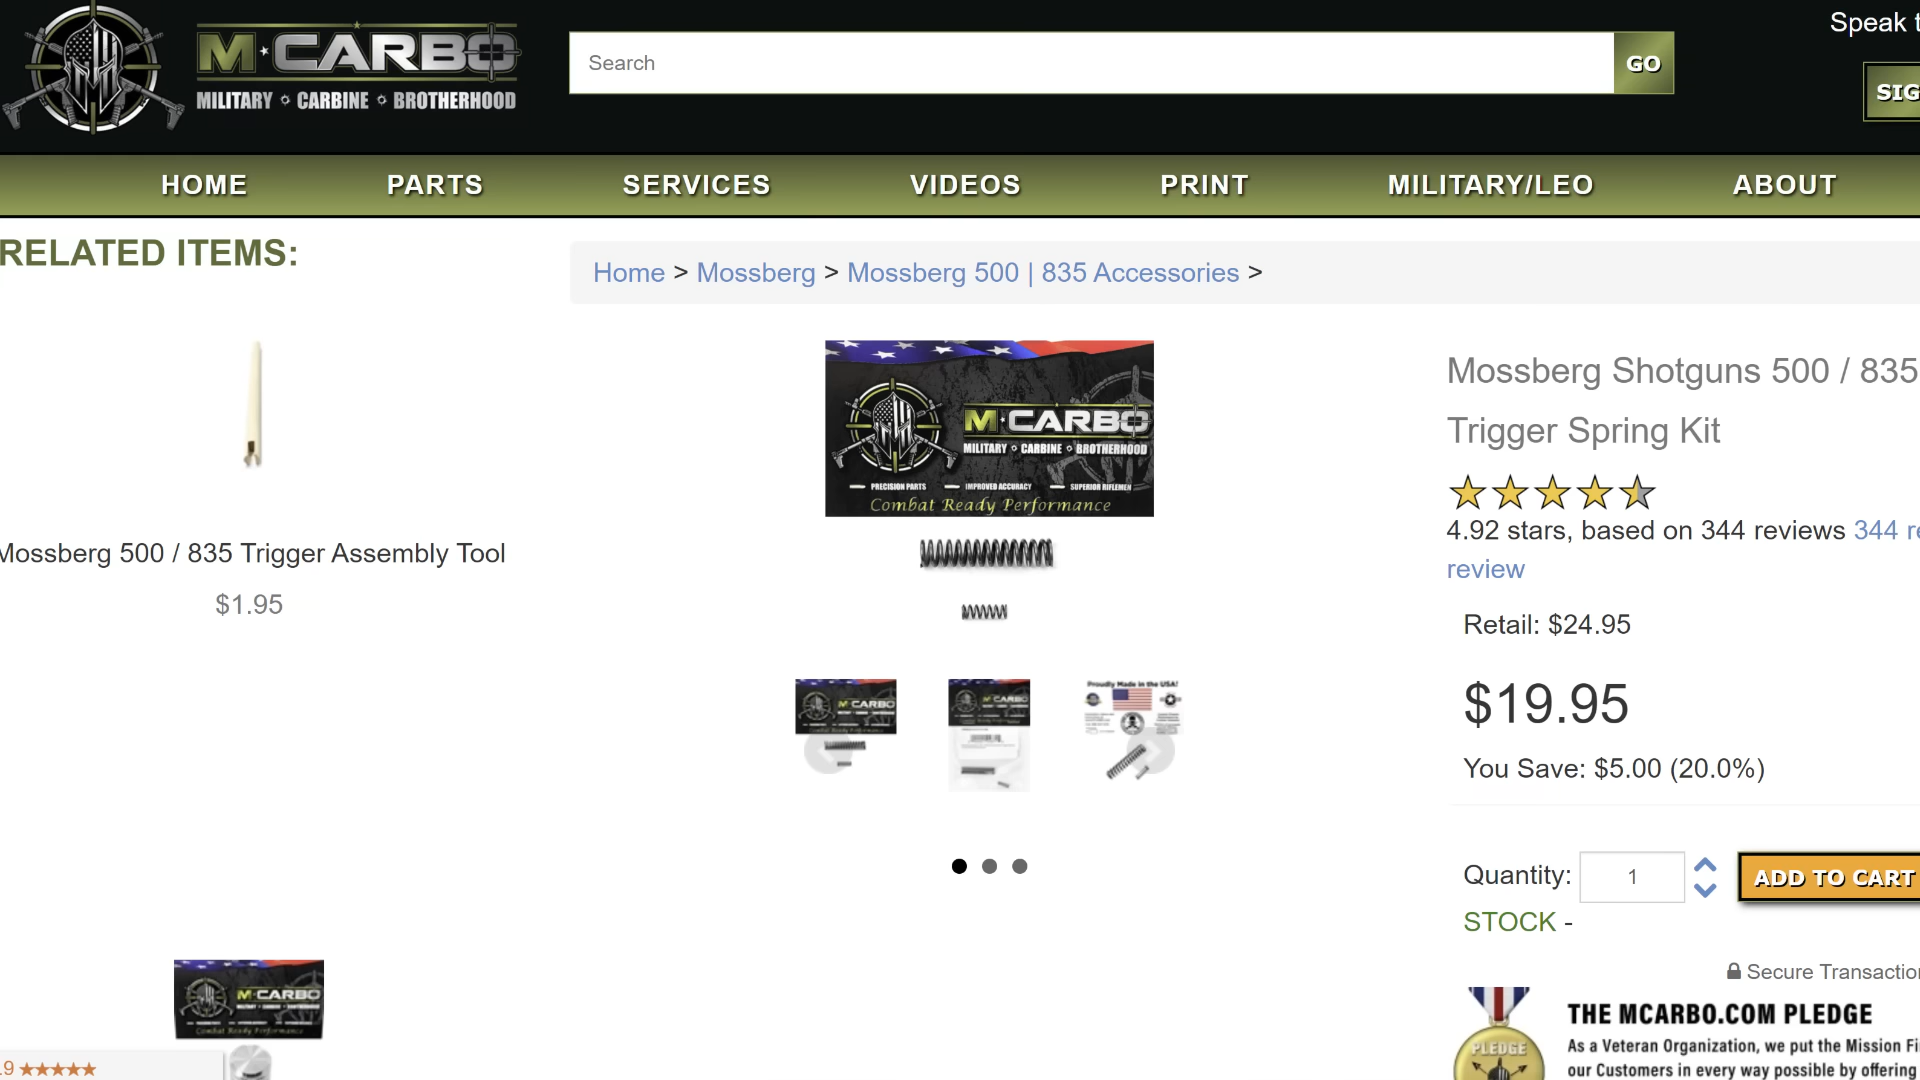 M CARBO
MILITARY CARBINE BROTHERHOOD
Search
GO
Speak t
SIG
HOME
PARTS
SERVICES
VIDEOS
PRINT
MILITARY/LEO
ABOUT
RELATED ITEMS:
Home > Mossberg > Mossberg 500 | 835 Accessories >
Mossberg 500 / 835 Trigger Assembly Tool
$1.95
M CARBO
MILITARY CARBINE BROTHERHOOD
PRECISION PARTS IMPROVED ACCURACY SUPERIOR RIFLEMEN
Combat Ready Performance
M CARBO
M CARBO
Proudly Made in the USA!
Mossberg Shotguns 500 / 835
Trigger Spring Kit
4.92 stars, based on 344 reviews 344 re
review
Retail: $24.95
$19.95
You Save: $5.00 (20.0%)
Quantity: 1
ADD TO CART
STOCK -
Secure Transaction
M CARBO
Combat Ready Performance
.9 ★★★★★
PLEDGE
THE MCARBO.COM PLEDGE
As a Veteran Organization, we put the Mission Fi
our Customers in every way possible by offering